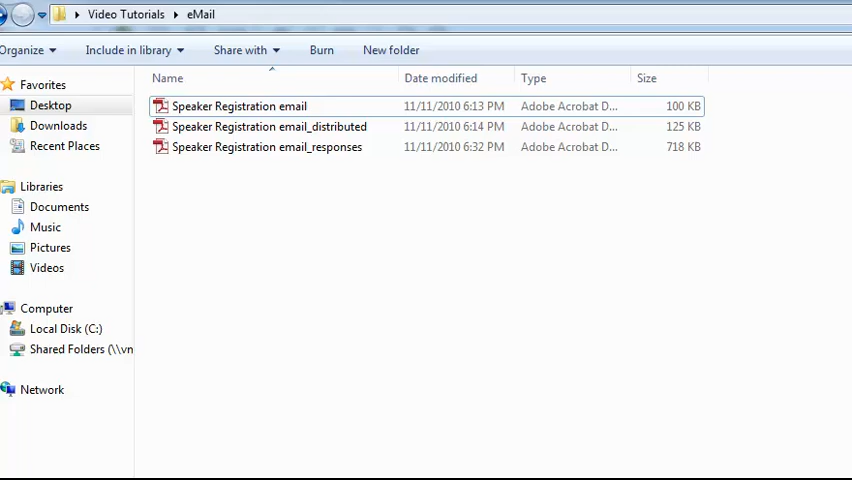 Video Tutorials eMail
Organize Include in library Share with Burn New folder
Name Date modified Type Size
Favorites
Desktop
Downloads
Recent Places
Libraries
Documents
Music
Pictures
Videos
Computer
Local Disk (C:)
Shared Folders (\\vn
Network
Speaker Registration email 11/11/2010 6:13 PM Adobe Acrobat D... 100 KB
Speaker Registration email_distributed 11/11/2010 6:14 PM Adobe Acrobat D... 125 KB
Speaker Registration email_responses 11/11/2010 6:32 PM Adobe Acrobat D... 718 KB